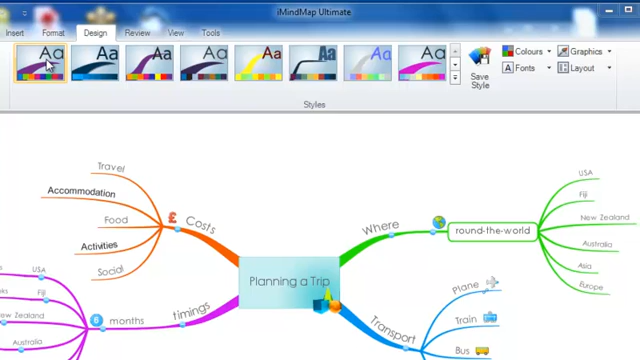 iMindMap Ultimate
Insert Format Design Review View
Aa Aa Aa Aa Aa Aa Aa Aa
Save Style
Colours
Graphics
Fonts
Layout
Styles
Travel
Accommodation
Food
Activities
Social
£
Costs
Where
round-the-world
USA
Fiji
New Zealand
Australia
Asia
Europe
Planning a Trip
timings
6 months
USA
Fiji
New Zealand
Australia
Transport
Plane
Train
Bus